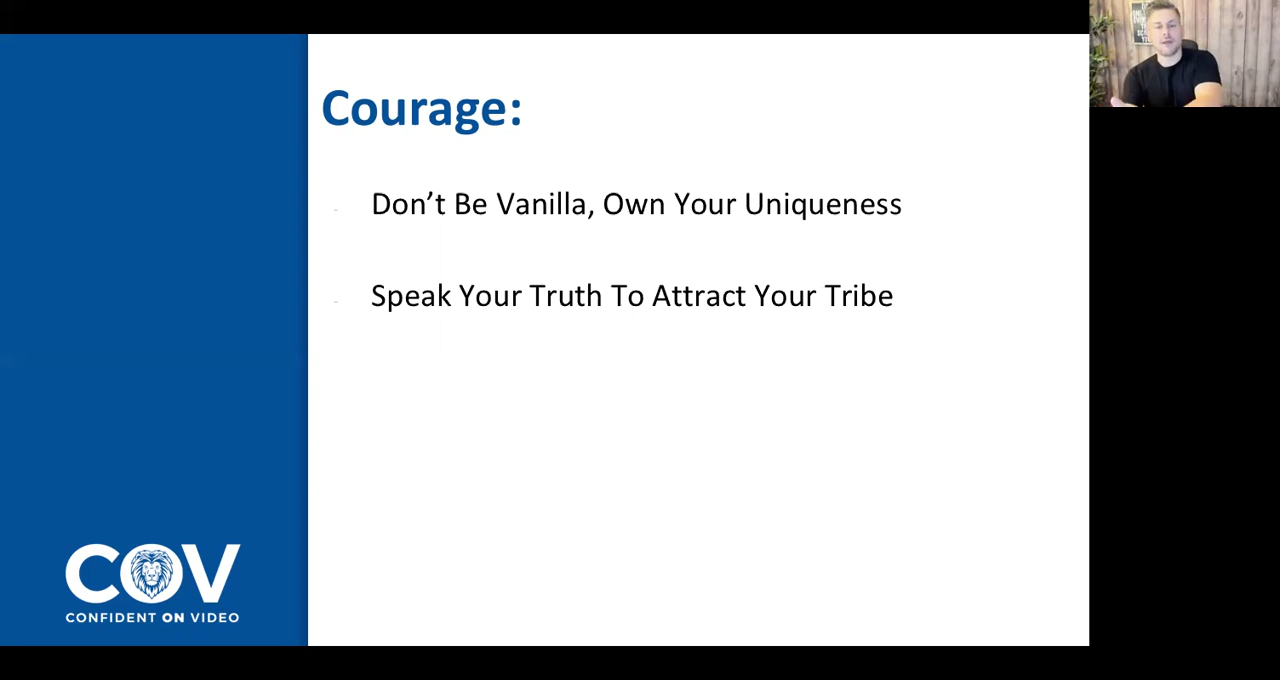 Courage:
- Don’t Be Vanilla, Own Your Uniqueness
- Speak Your Truth To Attract Your Tribe
COV
CONFIDENT ON VIDEO